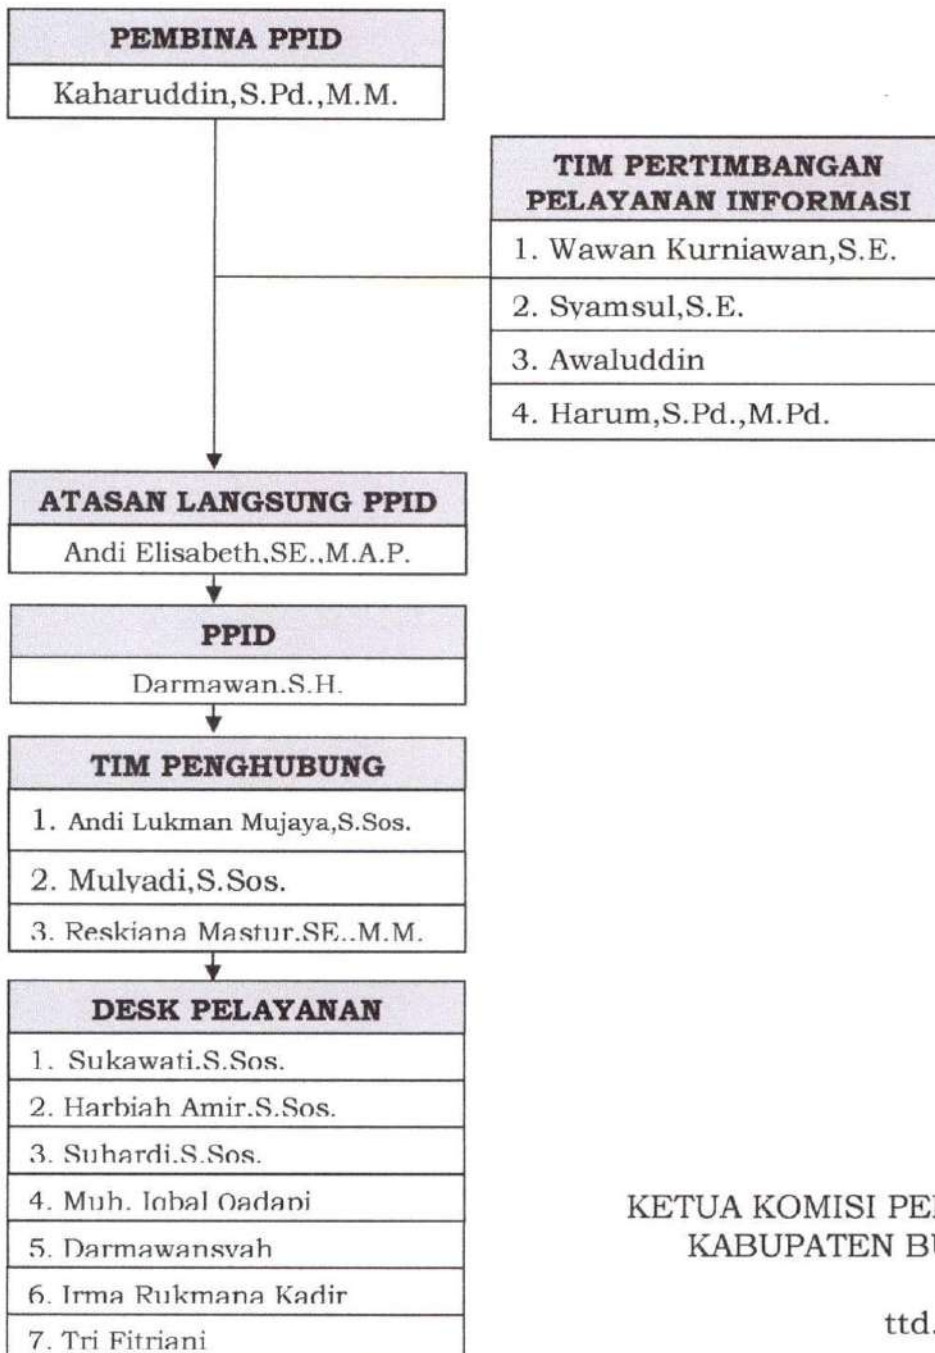 PEMBINA PPID
Kaharuddin,S.Pd.,M.M.
TIM PERTIMBANGAN
PELAYANAN INFORMASI
1. Wawan Kurniawan,S.E.
2. Syamsul,S.E.
3. Awaluddin
4. Harum,S.Pd.,M.Pd.
ATASAN LANGSUNG PPID
Andi Elisabeth,SE.,M.A.P.
PPID
Darmawan.S.H.
TIM PENGHUBUNG
1. Andi Lukman Mujaya,S.Sos.
2. Mulyadi,S.Sos.
3. Reskiana Mastur.SE..M.M.
DESK PELAYANAN
1. Sukawati.S.Sos.
2. Harbiah Amir.S.Sos.
3. Suhardi.S.Sos.
4. Muh. Iqbal Qadapi
5. Darmawansyah
6. Irma Rukmana Kadir
7. Tri Fitriani
KETUA KOMISI PE
KABUPATEN BU
ttd.